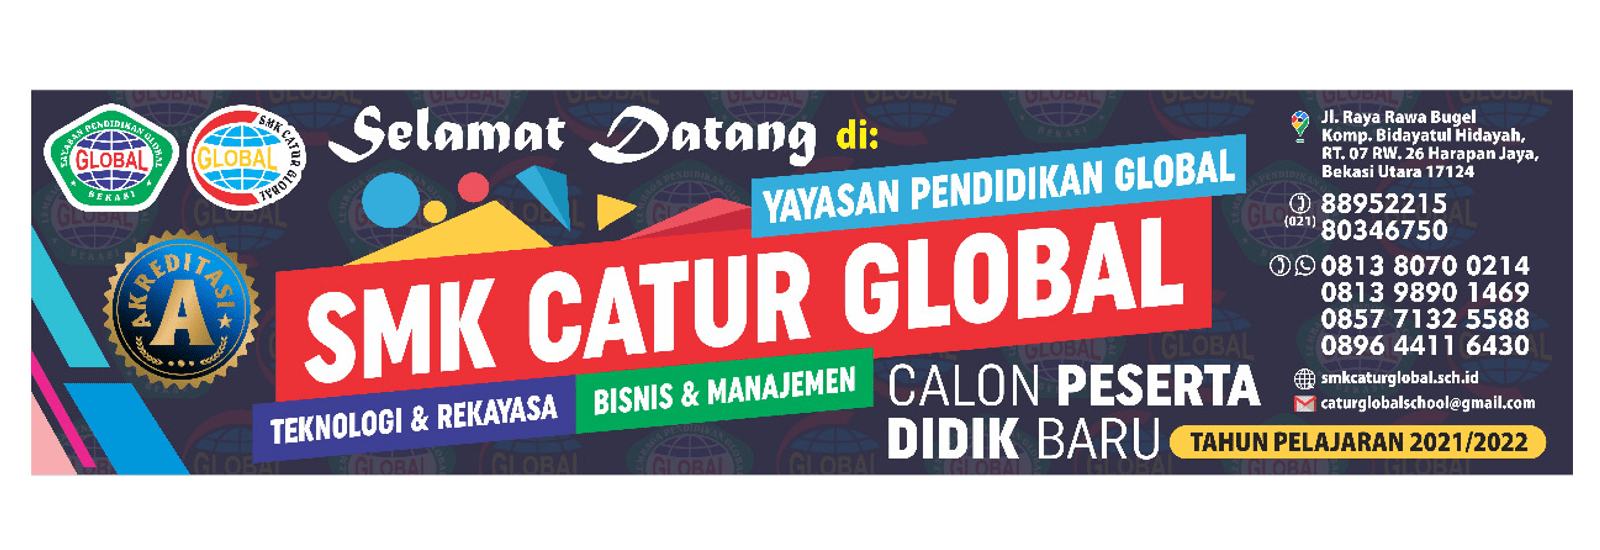 YAYASAN PENDIDIKAN GLOBAL
GLOBAL
BEKASI
SMK CATUR GLOBAL
GLOBAL
Selamat Datang di:
YAYASAN PENDIDIKAN GLOBAL
SMK CATUR GLOBAL
AKREDITASI
A
TEKNOLOGI & REKAYASA
BISNIS & MANAJEMEN
CALON PESERTA
DIDIK BARU
TAHUN PELAJARAN 2021/2022
Jl. Raya Rawa Bugel
Komp. Bidayatul Hidayah,
RT. 07 RW. 26 Harapan Jaya,
Bekasi Utara 17124
88952215
(021) 80346750
0813 8070 0214
0813 9890 1469
0857 7132 5588
0896 4411 6430
smkcaturglobal.sch.id
caturglobalschool@gmail.com